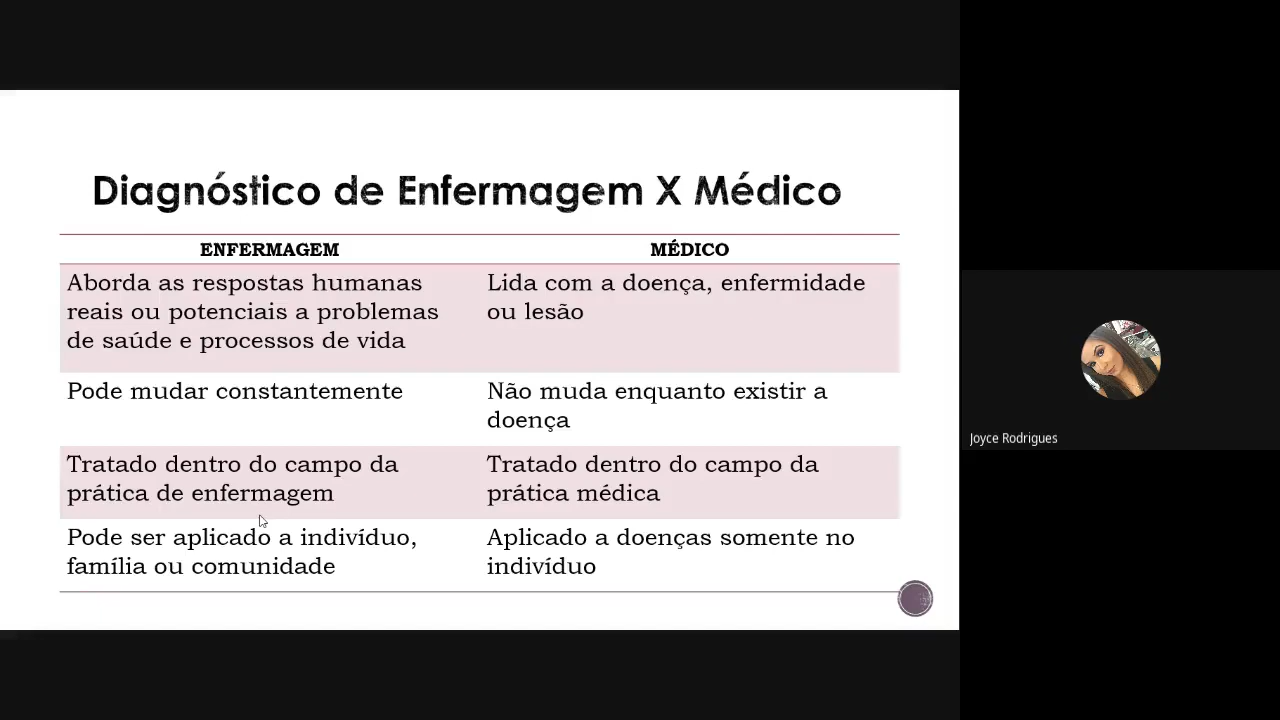 Diagnóstico de Enfermagem X Médico
ENFERMAGEM
MÉDICO
Aborda as respostas humanas
reais ou potenciais a problemas
de saúde e processos de vida
Lida com a doença, enfermidade
ou lesão
Pode mudar constantemente
Não muda enquanto existir a
doença
Tratado dentro do campo da
prática de enfermagem
Tratado dentro do campo da
prática médica
Pode ser aplicado a indivíduo,
família ou comunidade
Aplicado a doenças somente no
indivíduo
Joyce Rodrigues